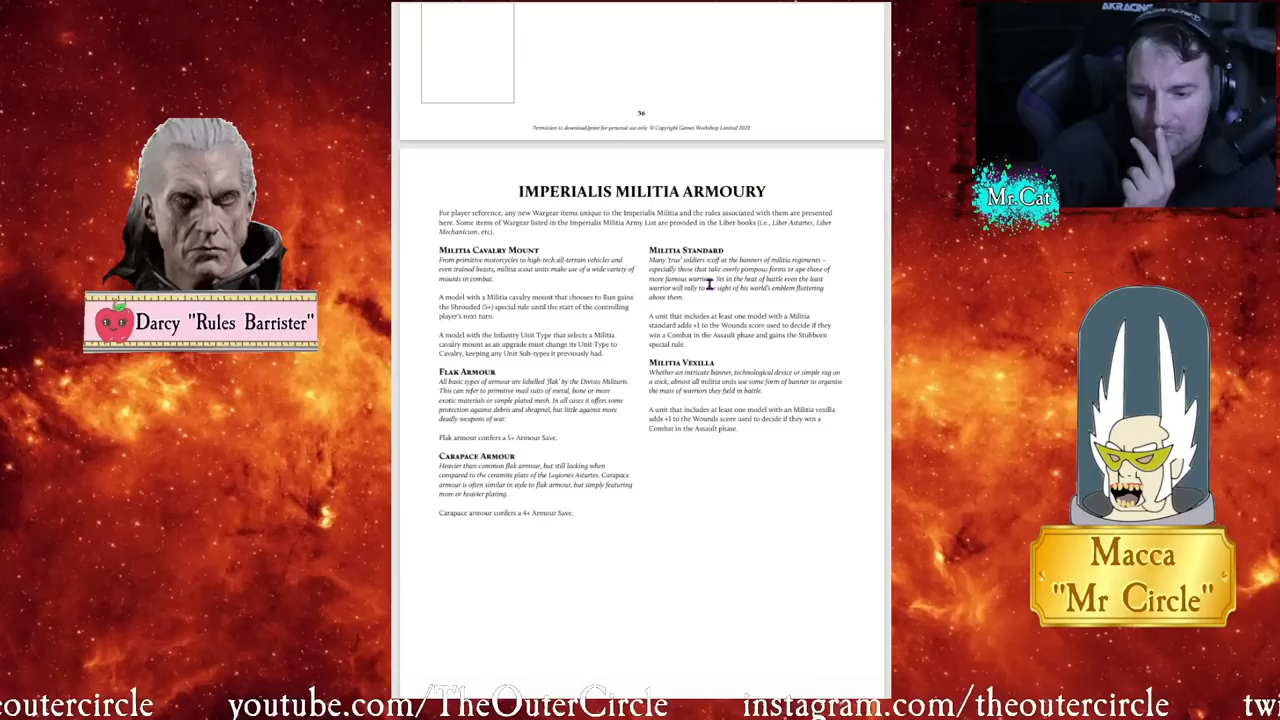 36
Permission to download/print for personal use only. © Copyright Games Workshop Limited 2023
IMPERIALIS MILITIA ARMOURY
For player reference, any new Wargear items unique to the Imperialis Militia and the rules associated with them are presented
here. Some items of Wargear listed in the Imperialis Militia Army List are provided in the Liber books (i.e., Liber Astartes, Liber
Mechanicum, etc).
MILITIA CAVALRY MOUNT
From primitive motorcycles to high-tech all-terrain vehicles and
even trained beasts, militia scout units make use of a wide variety of
mounts in combat.
A model with a Militia cavalry mount that chooses to Run gains
the Shrouded (5+) special rule until the start of the controlling
player's next turn.
A model with the Infantry Unit Type that selects a Militia
cavalry mount as an upgrade must change its Unit Type to
Cavalry, keeping any Unit Sub-types it previously had.
FLAK ARMOUR
All basic types of armour are labelled 'flak' by the Divisio Militaris.
This can refer to primitive mail suits of metal, bone or more
exotic materials or simple plated mesh. In all cases it offers some
protection against debris and shrapnel, but little against more
deadly weapons of war.
Flak armour confers a 5+ Armour Save.
CARAPACE ARMOUR
Heavier than common flak armour, but still lacking when
compared to the ceramite plate of the Legiones Astartes. Carapace
armour is often similar in style to flak armour, but simply featuring
more or heavier plating.
Carapace armour confers a 4+ Armour Save.
MILITIA STANDARD
Many 'true' soldiers scoff at the banners of militia regiments –
especially those that take overly pompous forms or ape those of
more famous warriors. Yet in the heat of battle even the least
warrior will rally to the sight of his world's emblem fluttering
above them.
A unit that includes at least one model with a Militia
standard adds +1 to the Wounds score used to decide if they
win a Combat in the Assault phase and gains the Stubborn
special rule.
MILITIA VEXILLA
Whether an intricate banner, technological device or simple rag on
a stick, almost all militia units use some form of banner to organise
the mass of warriors they field in battle.
A unit that includes at least one model with an Militia vexilla
adds +1 to the Wounds score used to decide if they win a
Combat in the Assault phase.
AKRACING
Mr.Cat
Darcy "Rules Barrister"
Macca
"Mr Circle"
eoutercircle youtube.com/TheOuterCircle instagram.com/theoutercircle tw